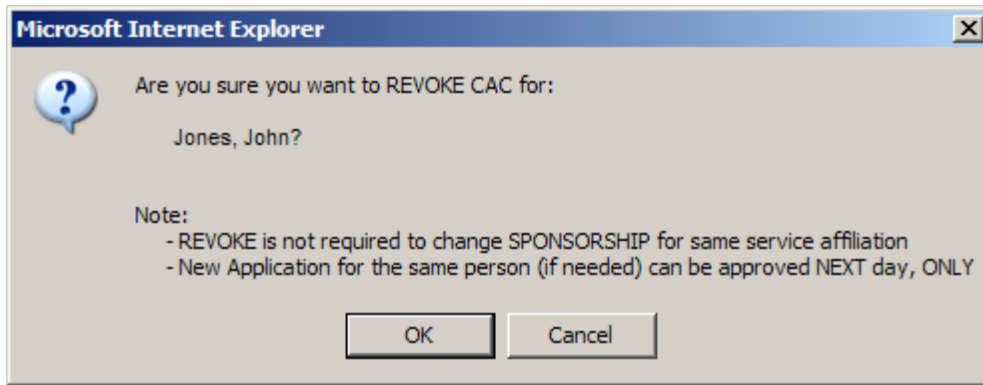 Microsoft Internet Explorer
Are you sure you want to REVOKE CAC for:
Jones, John?
Note:
- REVOKE is not required to change SPONSORSHIP for same service affiliation
- New Application for the same person (if needed) can be approved NEXT day, ONLY
OK
Cancel